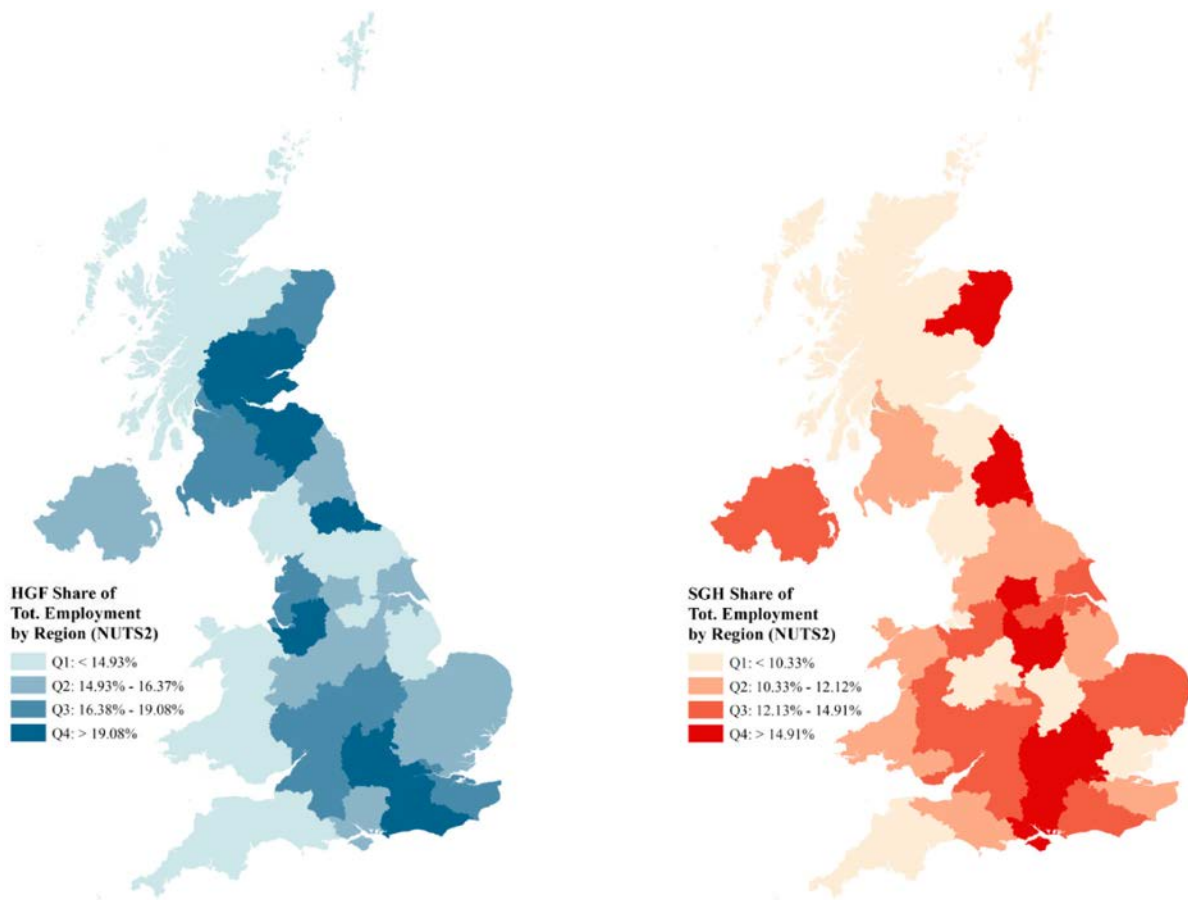 HGF Share of
Tot. Employment
by Region (NUTS2)
Q1: < 14.93%
Q2: 14.93% - 16.37%
Q3: 16.38% - 19.08%
Q4: > 19.08%
SGH Share of
Tot. Employment
by Region (NUTS2)
Q1: < 10.33%
Q2: 10.33% - 12.12%
Q3: 12.13% - 14.91%
Q4: > 14.91%